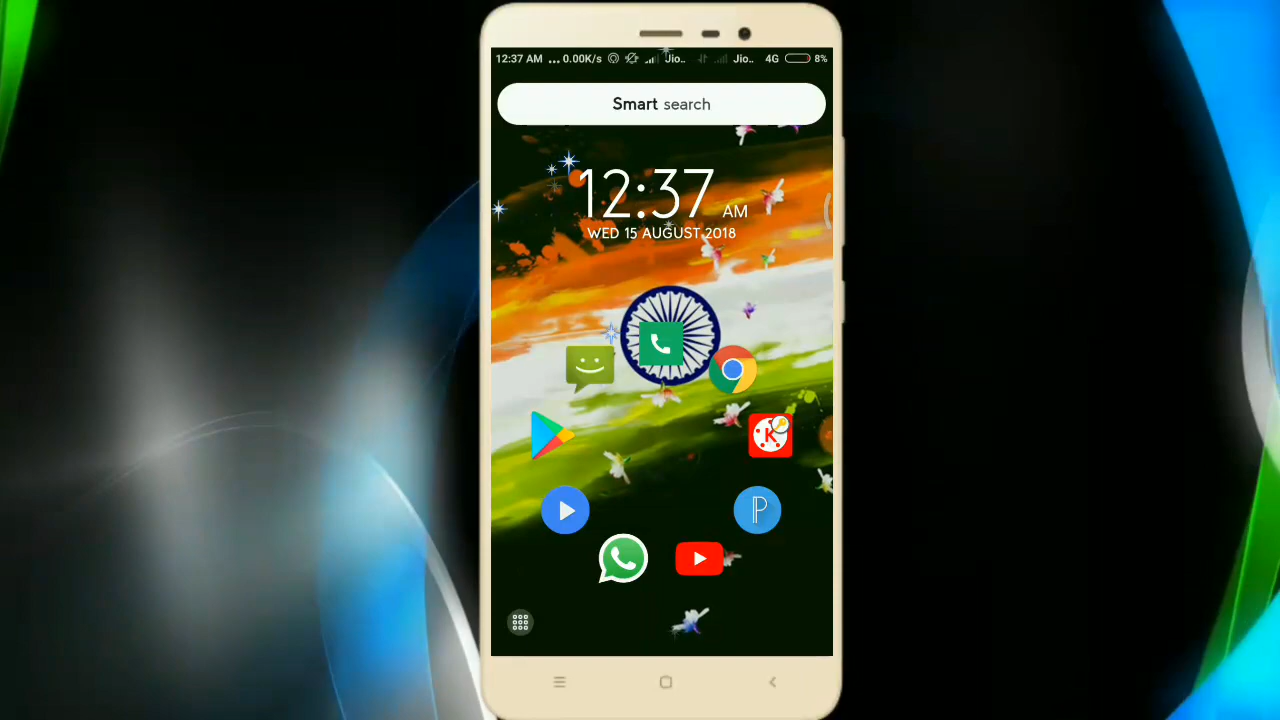 12:37 AM ... 0.00K/s Jio.. Jio.. 4G 8%
Smart search
12:37 AM
WED 15 AUGUST 2018
K
P